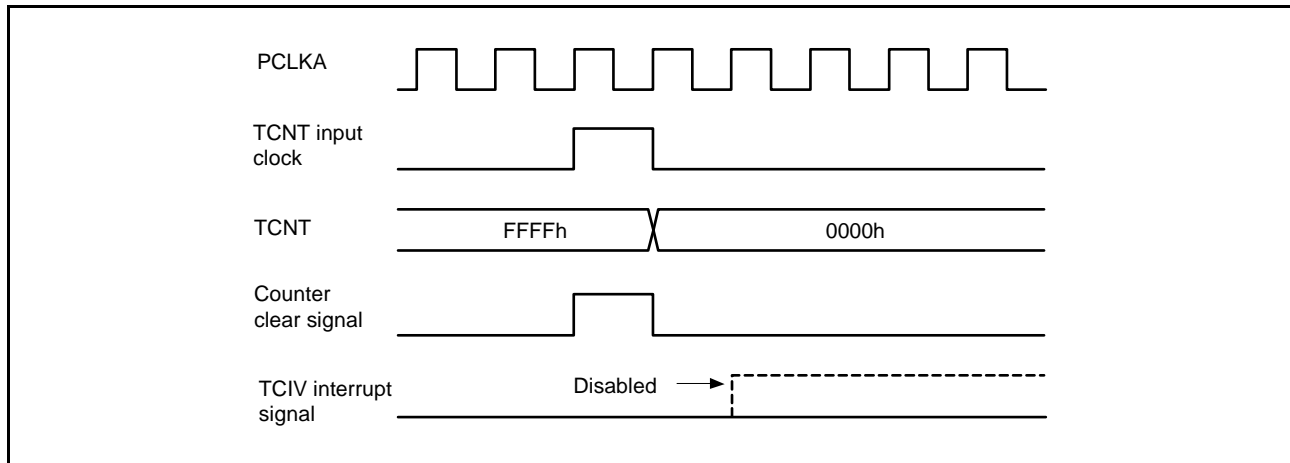 PCLKA
TCNT input
clock
TCNT
FFFFh
0000h
Counter
clear signal
TCIV interrupt
signal
Disabled